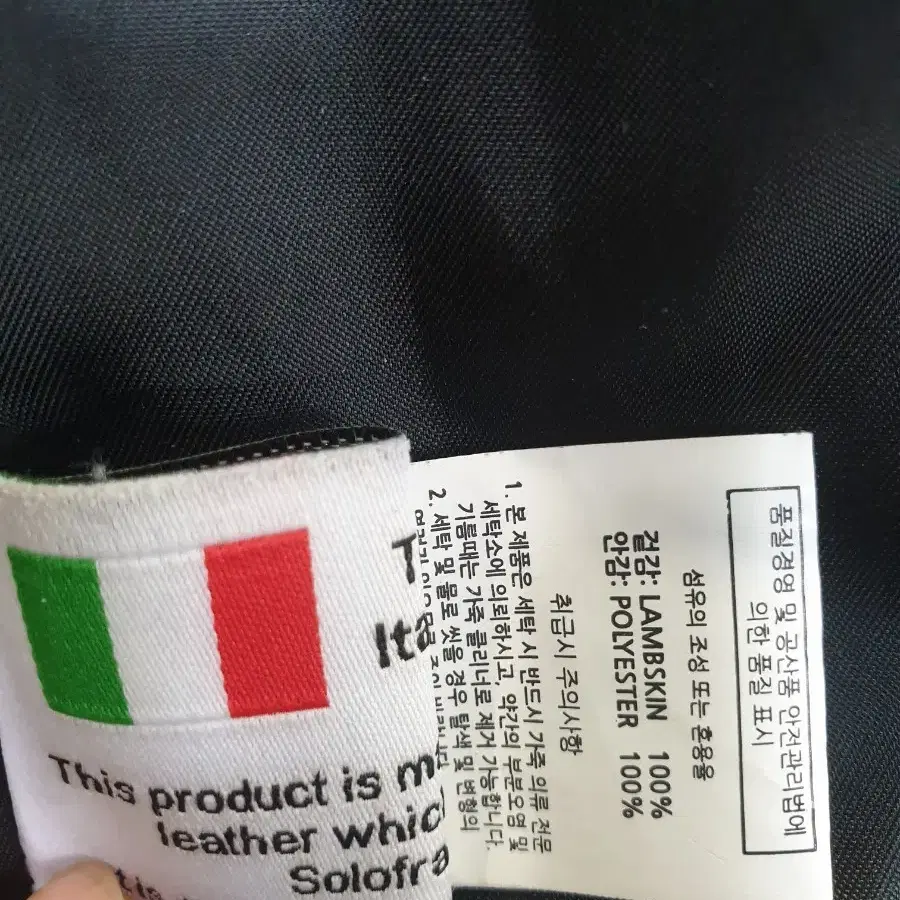 This product is
leather
Solofra
품질경영 및 공산품 안전관리법에
의한 품질 표시
섬유의 조성 또는 혼용율
겉감: LAMBSKIN 100%
안감: POLYESTER 100%
취급시 주의사항
1. 본 제품은 세탁 시 반드시 가죽 의류 전문
세탁소에 의뢰하시고, 약간의 부분오염 및
기름때는 가죽 클리너로 제거 가능합니다.
2. 세탁 및 물로 씻을 경우 탈색 및 변형의